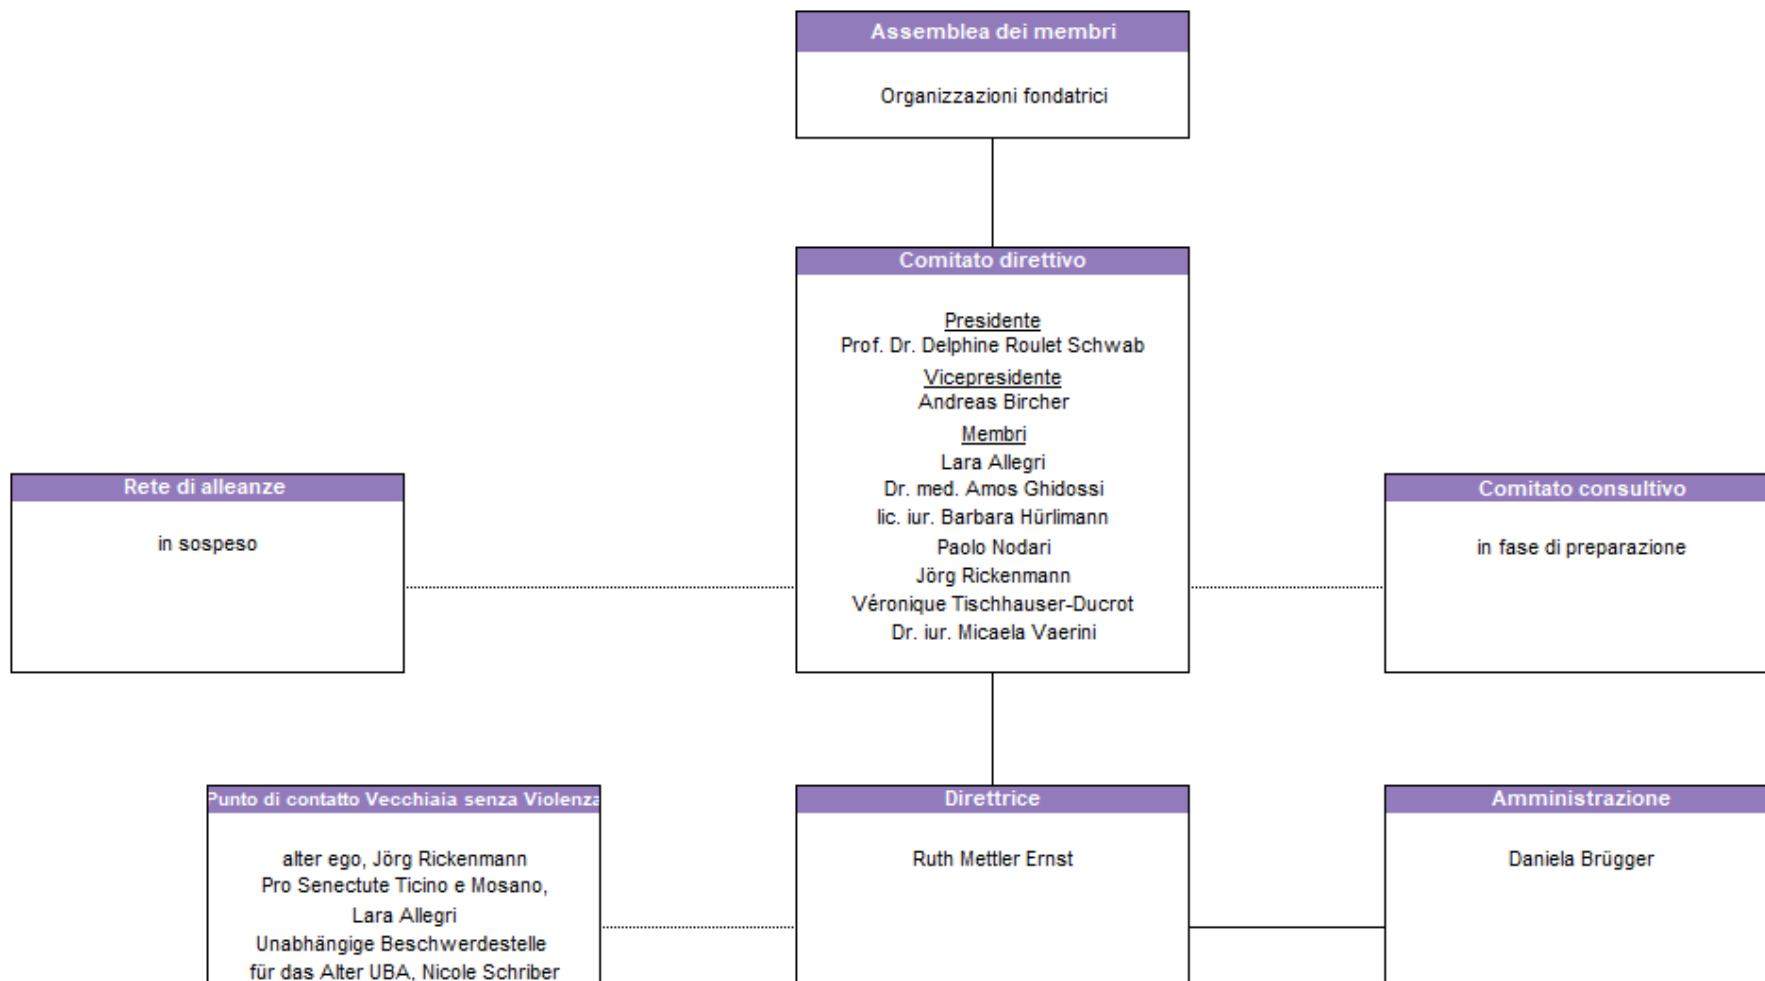 Assemblea dei membri
Organizzazioni fondatrici
Comitato direttivo
Presidente
Prof. Dr. Delphine Roulet Schwab
Vicepresidente
Andreas Bircher
Membri
Lara Allegri
Dr. med. Amos Ghidossi
lic. iur. Barbara Hürlimann
Paolo Nodari
Jörg Rickenmann
Véronique Tischhauser-Ducrot
Dr. iur. Micaela Vaerini
Rete di alleanze
in sospeso
Comitato consultivo
in fase di preparazione
Punto di contatto Vecchiaia senza Violenza
alter ego, Jörg Rickenmann
Pro Senectute Ticino e Mosano,
Lara Allegri
Unabhängige Beschwerdestelle
für das Alter UBA, Nicole Schriber
Direttrice
Ruth Mettler Ernst
Amministrazione
Daniela Brügger